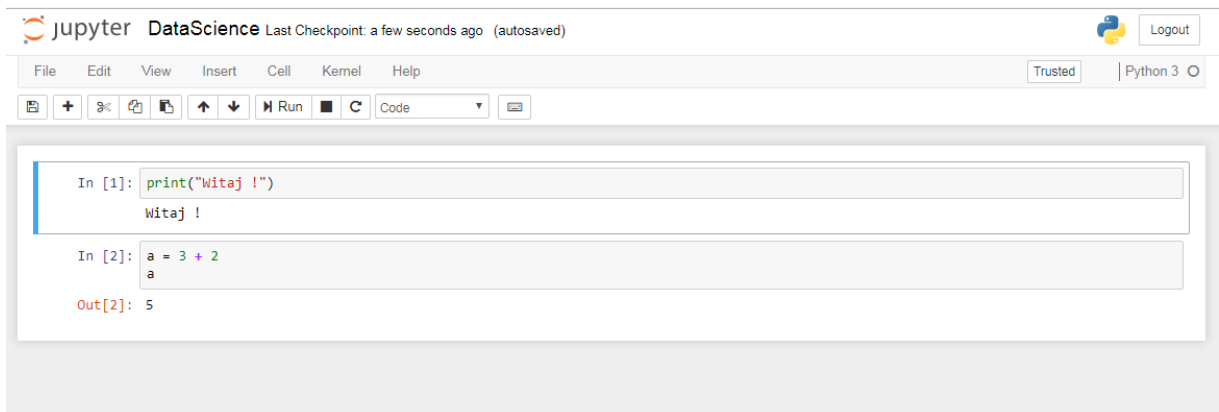 jupyter DataScience Last Checkpoint: a few seconds ago (autosaved) Logout
File Edit View Insert Cell Kernel Help Trusted Python 3
Run Code
In [1]: print("Witaj !")
Witaj !
In [2]: a = 3 + 2
a
Out[2]: 5